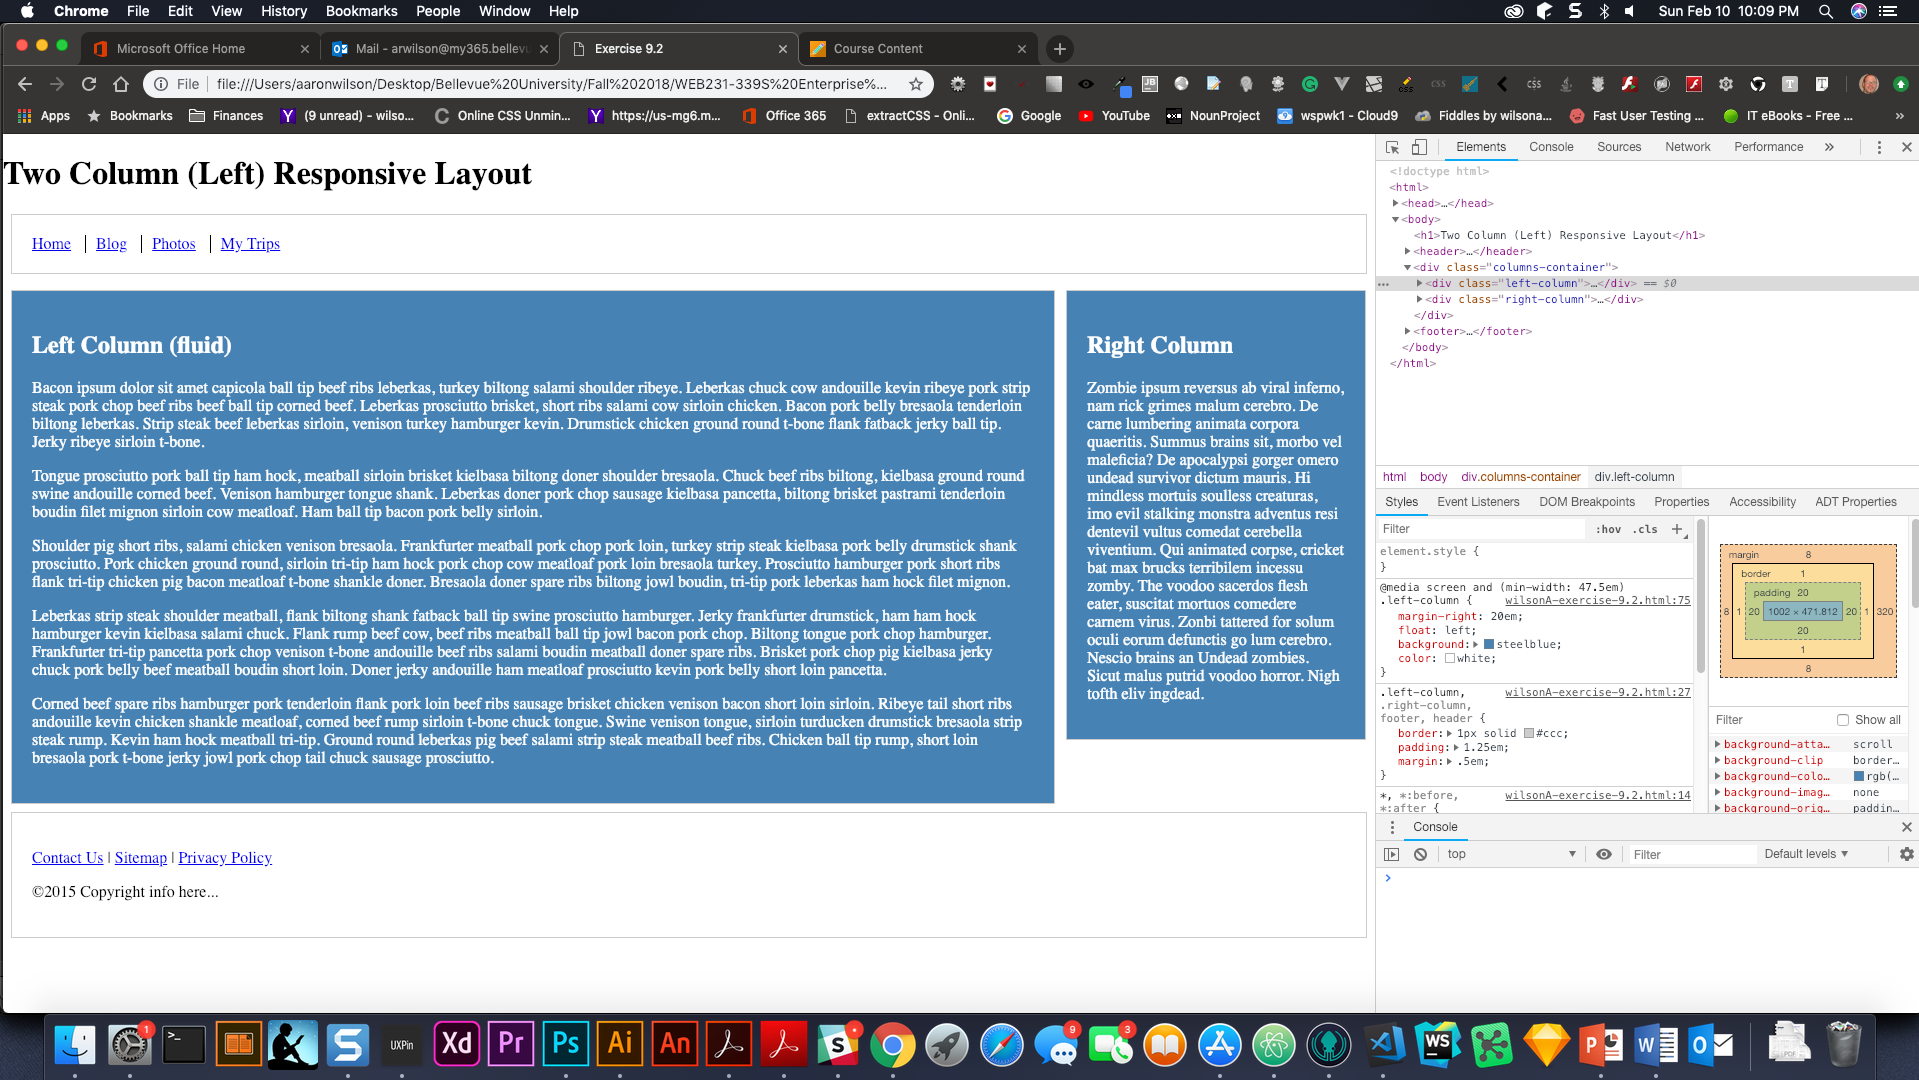 Chrome File Edit View History Bookmarks People Window Help Sun Feb 10 10:09 PM
Microsoft Office Home Mail - arwilson@my365.bellevu Exercise 9.2 Course Content
File file:///Users/aaronwilson/Desktop/Bellevue%20University/Fall%202018/WEB231-339S%20Enterprise%...
Apps Bookmarks Finances (9 unread) - wilso... Online CSS Unmin... https://us-mg6.m... Office 365 extractCSS - Onli... Google YouTube NounProject wspwk1 - Cloud9 Fiddles by wilsona... Fast User Testing ... IT eBooks - Free ... »
Two Column (Left) Responsive Layout
Home Blog Photos My Trips
Left Column (fluid)
Bacon ipsum dolor sit amet capicola ball tip beef ribs leberkas, turkey biltong salami shoulder ribeye. Leberkas chuck cow andouille kevin ribeye pork strip
steak pork chop beef ribs beef ball tip corned beef. Leberkas prosciutto brisket, short ribs salami cow sirloin chicken. Bacon pork belly bresaola tenderloin
biltong leberkas. Strip steak beef leberkas sirloin, venison turkey hamburger kevin. Drumstick chicken ground round t-bone flank fatback jerky ball tip.
Jerky ribeye sirloin t-bone.
Tongue prosciutto pork ball tip ham hock, meatball sirloin brisket kielbasa biltong doner shoulder bresaola. Chuck beef ribs biltong, kielbasa ground round
swine andouille corned beef. Venison hamburger tongue shank. Leberkas doner pork chop sausage kielbasa pancetta, biltong brisket pastrami tenderloin
boudin filet mignon sirloin cow meatloaf. Ham ball tip bacon pork belly sirloin.
Shoulder pig short ribs, salami chicken venison bresaola. Frankfurter meatball pork chop pork loin, turkey strip steak kielbasa pork belly drumstick shank
prosciutto. Pork chicken ground round, sirloin tri-tip ham hock pork chop cow meatloaf pork loin bresaola turkey. Prosciutto hamburger pork short ribs
flank tri-tip chicken pig bacon meatloaf t-bone shankle doner. Bresaola doner spare ribs biltong jowl boudin, tri-tip pork leberkas ham hock filet mignon.
Leberkas strip steak shoulder meatball, flank biltong shank fatback ball tip swine prosciutto hamburger. Jerky frankfurter drumstick, ham ham hock
hamburger kevin kielbasa salami chuck. Flank rump beef cow, beef ribs meatball ball tip jowl bacon pork chop. Biltong tongue pork chop hamburger.
Frankfurter tri-tip pancetta pork chop venison t-bone andouille beef ribs salami boudin meatball doner spare ribs. Brisket pork chop pig kielbasa jerky
chuck pork belly beef meatball boudin short loin. Doner jerky andouille ham meatloaf prosciutto kevin pork belly short loin pancetta.
Corned beef spare ribs hamburger pork tenderloin flank pork loin beef ribs sausage brisket chicken venison bacon short loin sirloin. Ribeye tail short ribs
andouille kevin chicken shankle meatloaf, corned beef rump sirloin t-bone chuck tongue. Swine venison tongue, sirloin turducken drumstick bresaola strip
steak rump. Kevin ham hock meatball tri-tip. Ground round leberkas pig beef salami strip steak meatball beef ribs. Chicken ball tip rump, short loin
bresaola pork t-bone jerky jowl pork chop tail chuck sausage prosciutto.
Right Column
Zombie ipsum reversus ab viral inferno,
nam rick grimes malum cerebro. De
carne lumbering animata corpora
quaeritis. Summus brains sit, morbo vel
maleficia? De apocalypsi gorger omero
undead survivor dictum mauris. Hi
mindless mortuis soulless creaturas,
imo evil stalking monstra adventus resi
dentevil vultus comedat cerebella
viventium. Qui animated corpse, cricket
bat max brucks terribilem incessu
zomby. The voodoo sacerdos flesh
eater, suscitat mortuos comedere
carnem virus. Zonbi tattered for solum
oculi eorum defunctis go lum cerebro.
Nescio brains an Undead zombies.
Sicut malus putrid voodoo horror. Nigh
tofth eliv ingdead.
Contact Us | Sitemap | Privacy Policy
©2015 Copyright info here...
Elements Console Sources Network Performance »
<!doctype html>
<html>
<head>…</head>
<body>
<h1>Two Column (Left) Responsive Layout</h1>
<header>…</header>
<div class="columns-container">
<div class="left-column">…</div> == $0
<div class="right-column">…</div>
</div>
<footer>…</footer>
</body>
</html>
html body div.columns-container div.left-column
Styles Event Listeners DOM Breakpoints Properties Accessibility ADT Properties
Filter :hov .cls +
element.style {
}
@media screen and (min-width: 47.5em)
.left-column { wilsonA-exercise-9.2.html:75
margin-right: 20em;
float: left;
background: steelblue;
color: white;
}
.left-column, wilsonA-exercise-9.2.html:27
.right-column,
footer, header {
border: 1px solid #ccc;
padding: 1.25em;
margin: .5em;
}
*, *:before, wilsonA-exercise-9.2.html:14
*:after {
margin 8
border 1
padding 20
8 1 20 1002 × 471.812 20 1 320
20
1
8
Filter Show all
background-atta… scroll
background-clip border…
background-colo… rgb(…
background-imag… none
background-orig… paddin…
Console
top Filter Default levels
1 9 3
>_ UXPin Xd Pr Ps Ai An S WS P W O
PDF